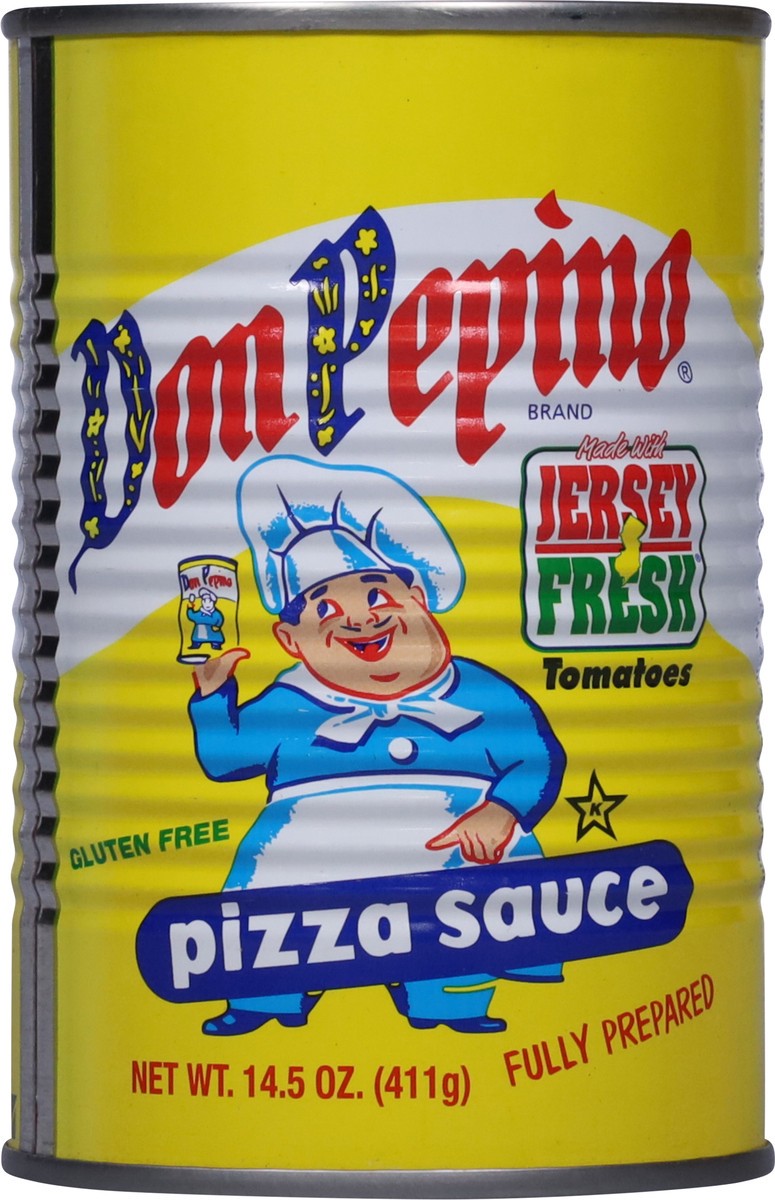 Don Pepino®
BRAND
Made With
JERSEY
FRESH®
Tomatoes
Don Pepino
K
GLUTEN FREE
pizza sauce
FULLY PREPARED
NET WT. 14.5 OZ. (411g)